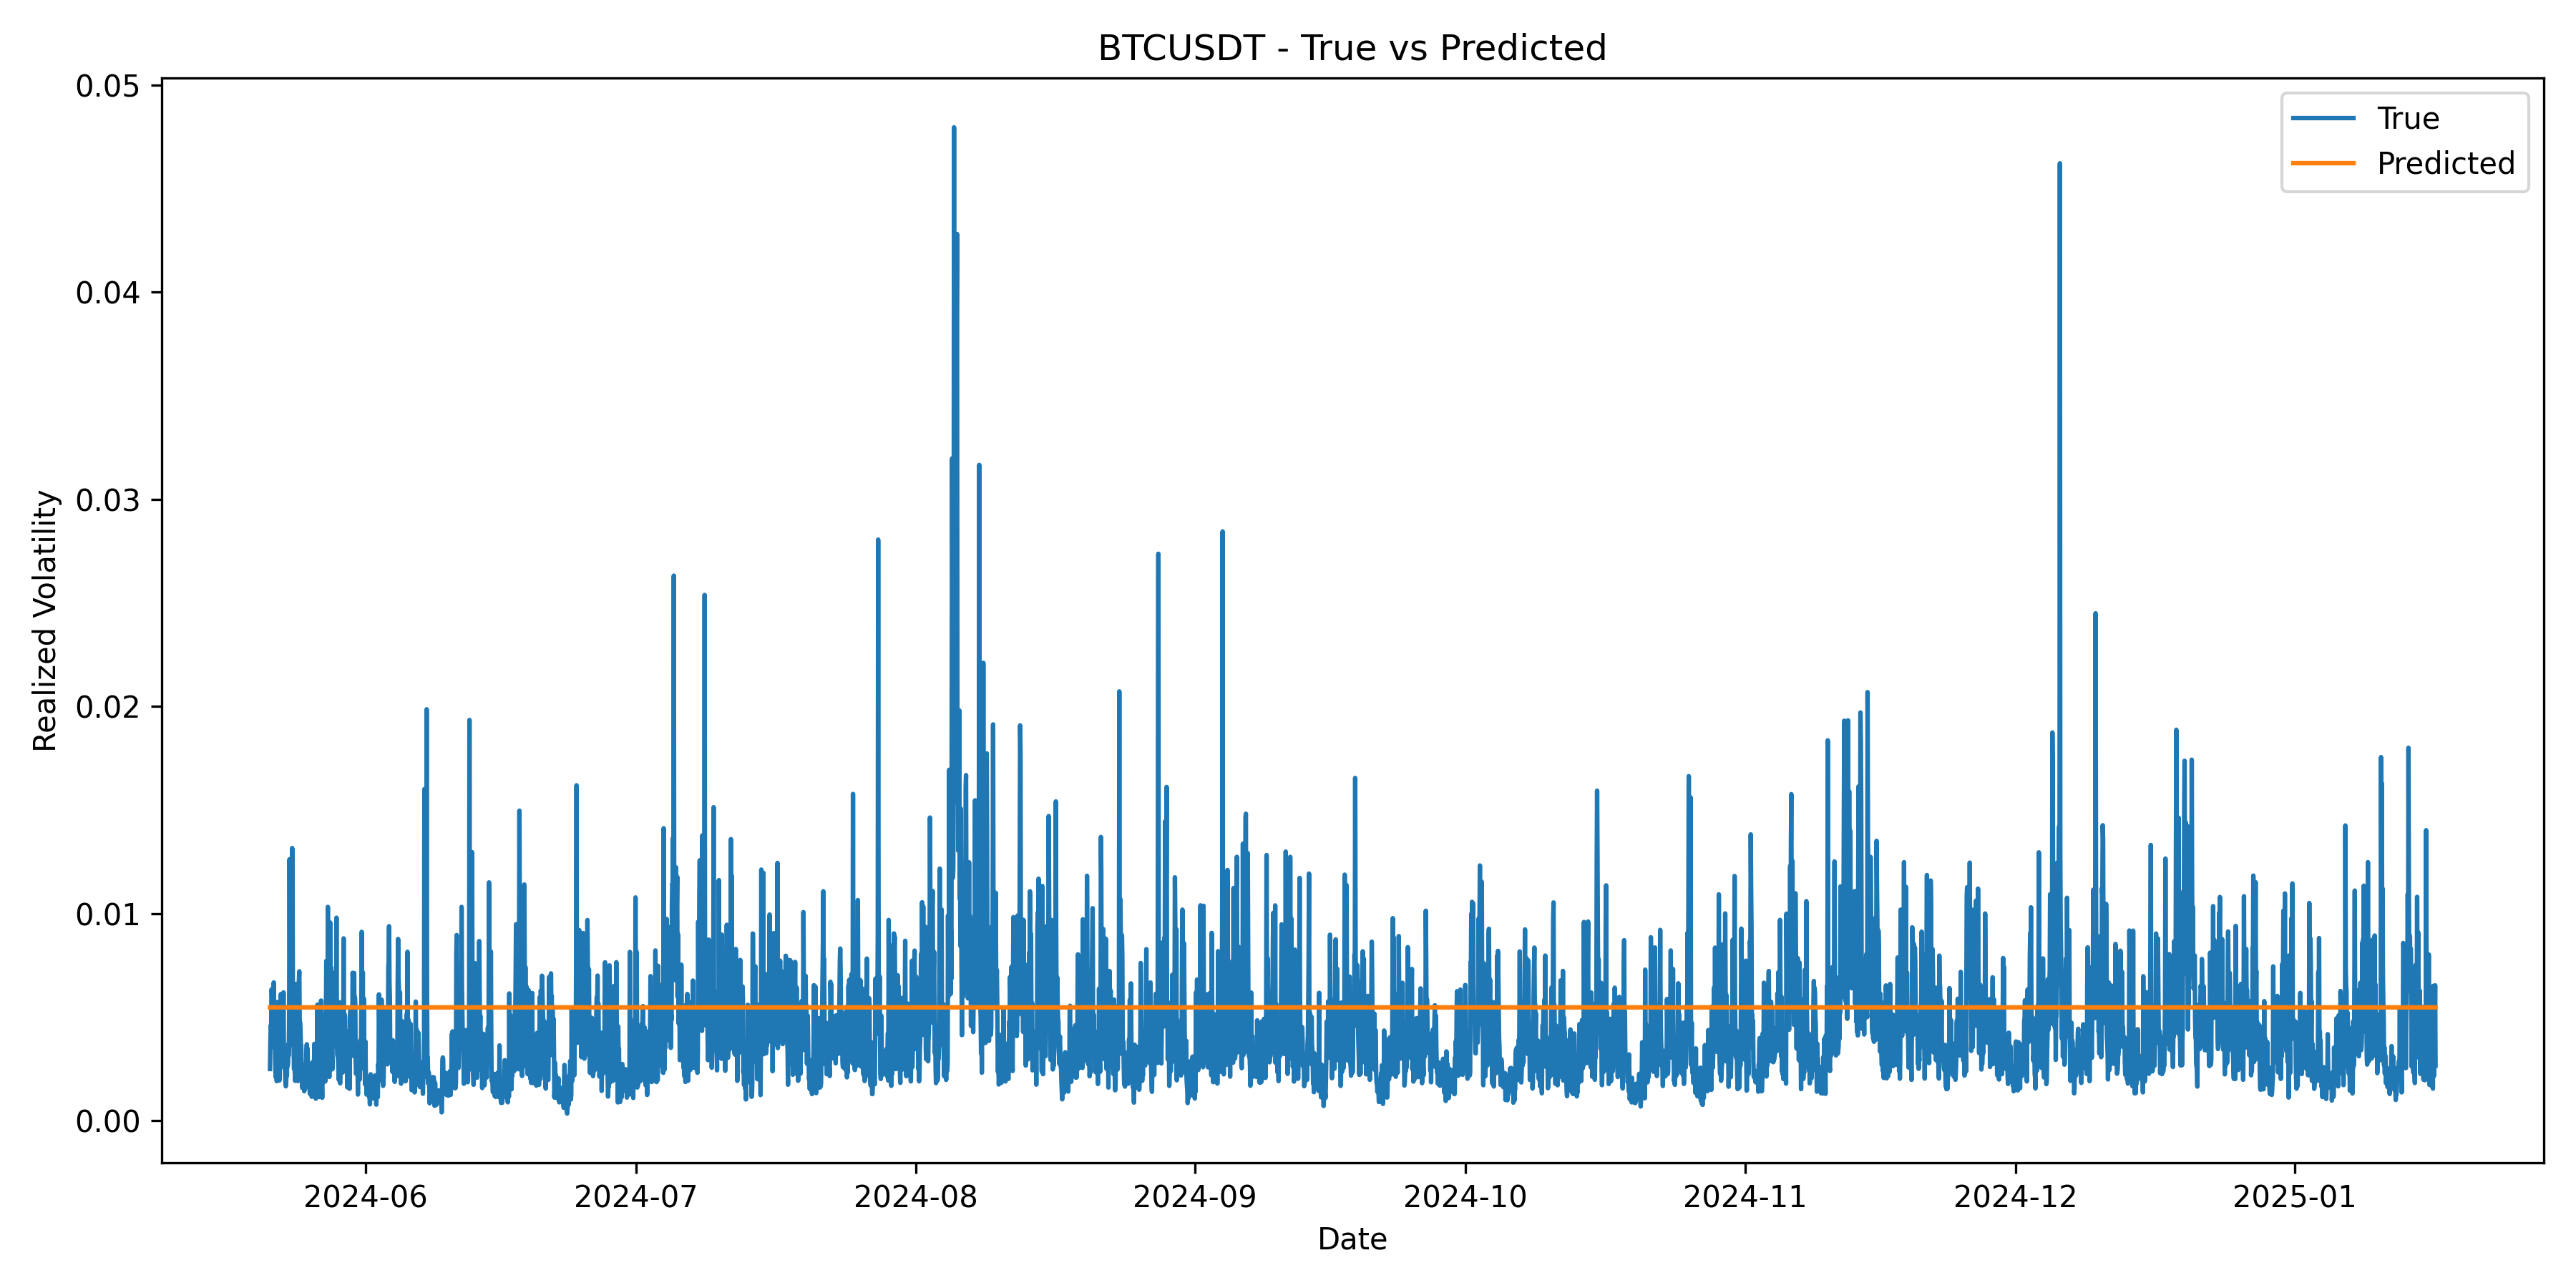 BTCUSDT - True vs Predicted
True
Predicted
Realized Volatility
0.05
0.04
0.03
0.02
0.01
0.00
2024-06
2024-07
2024-08
2024-09
2024-10
2024-11
2024-12
2025-01
Date